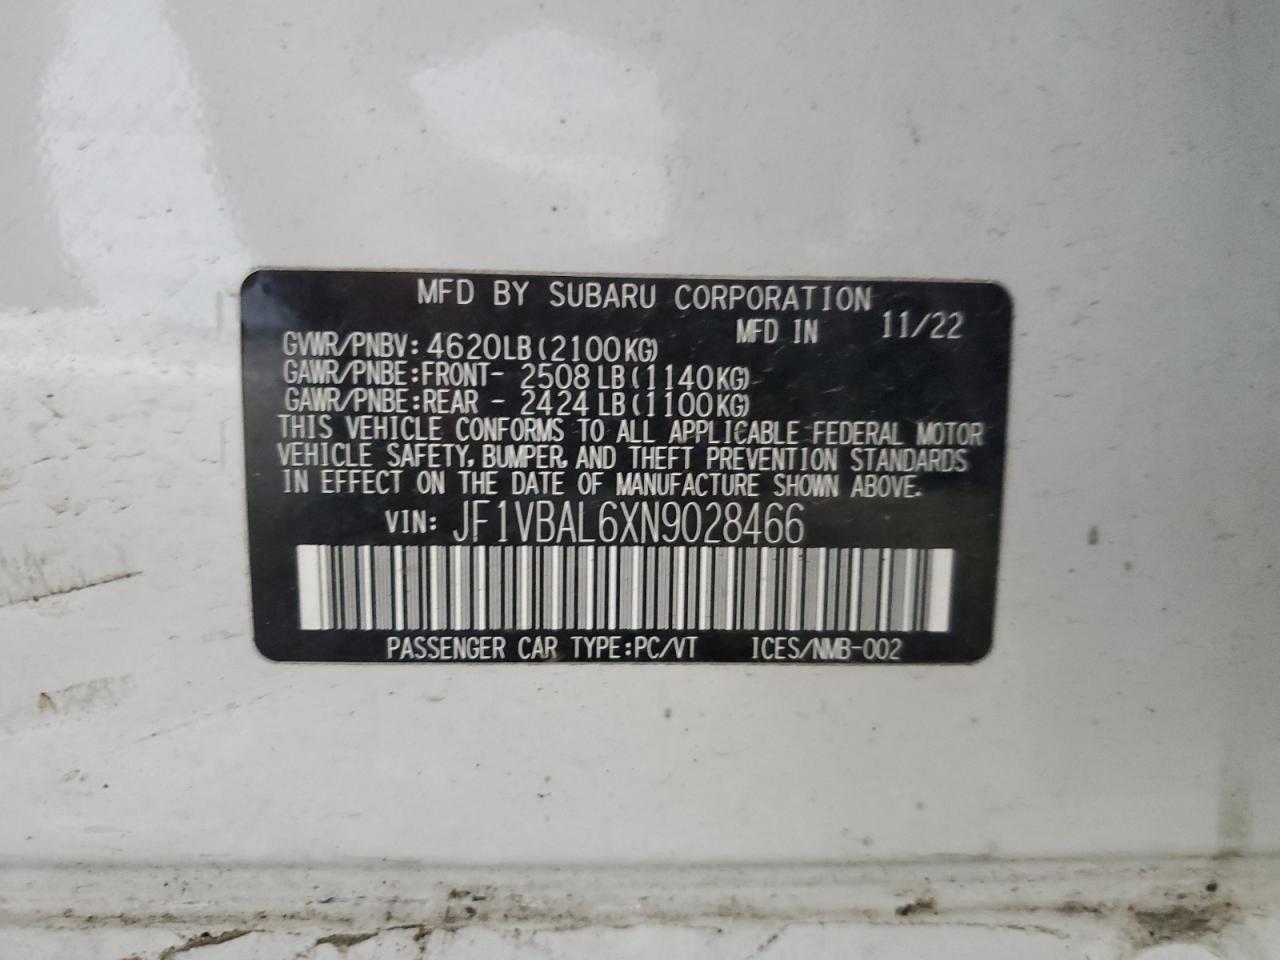 MFD BY SUBARU CORPORATION
MFD IN 11/22
GVWR/PNBV: 4620LB(2100KG)
GAWR/PNBE:FRONT- 2508LB(1140KG)
GAWR/PNBE:REAR - 2424LB(1100KG)
THIS VEHICLE CONFORMS TO ALL APPLICABLE FEDERAL MOTOR
VEHICLE SAFETY, BUMPER, AND THEFT PREVENTION STANDARDS
IN EFFECT ON THE DATE OF MANUFACTURE SHOWN ABOVE.
VIN: JF1VBAL6XN9028466
PASSENGER CAR TYPE:PC/VT ICES/NMB-002